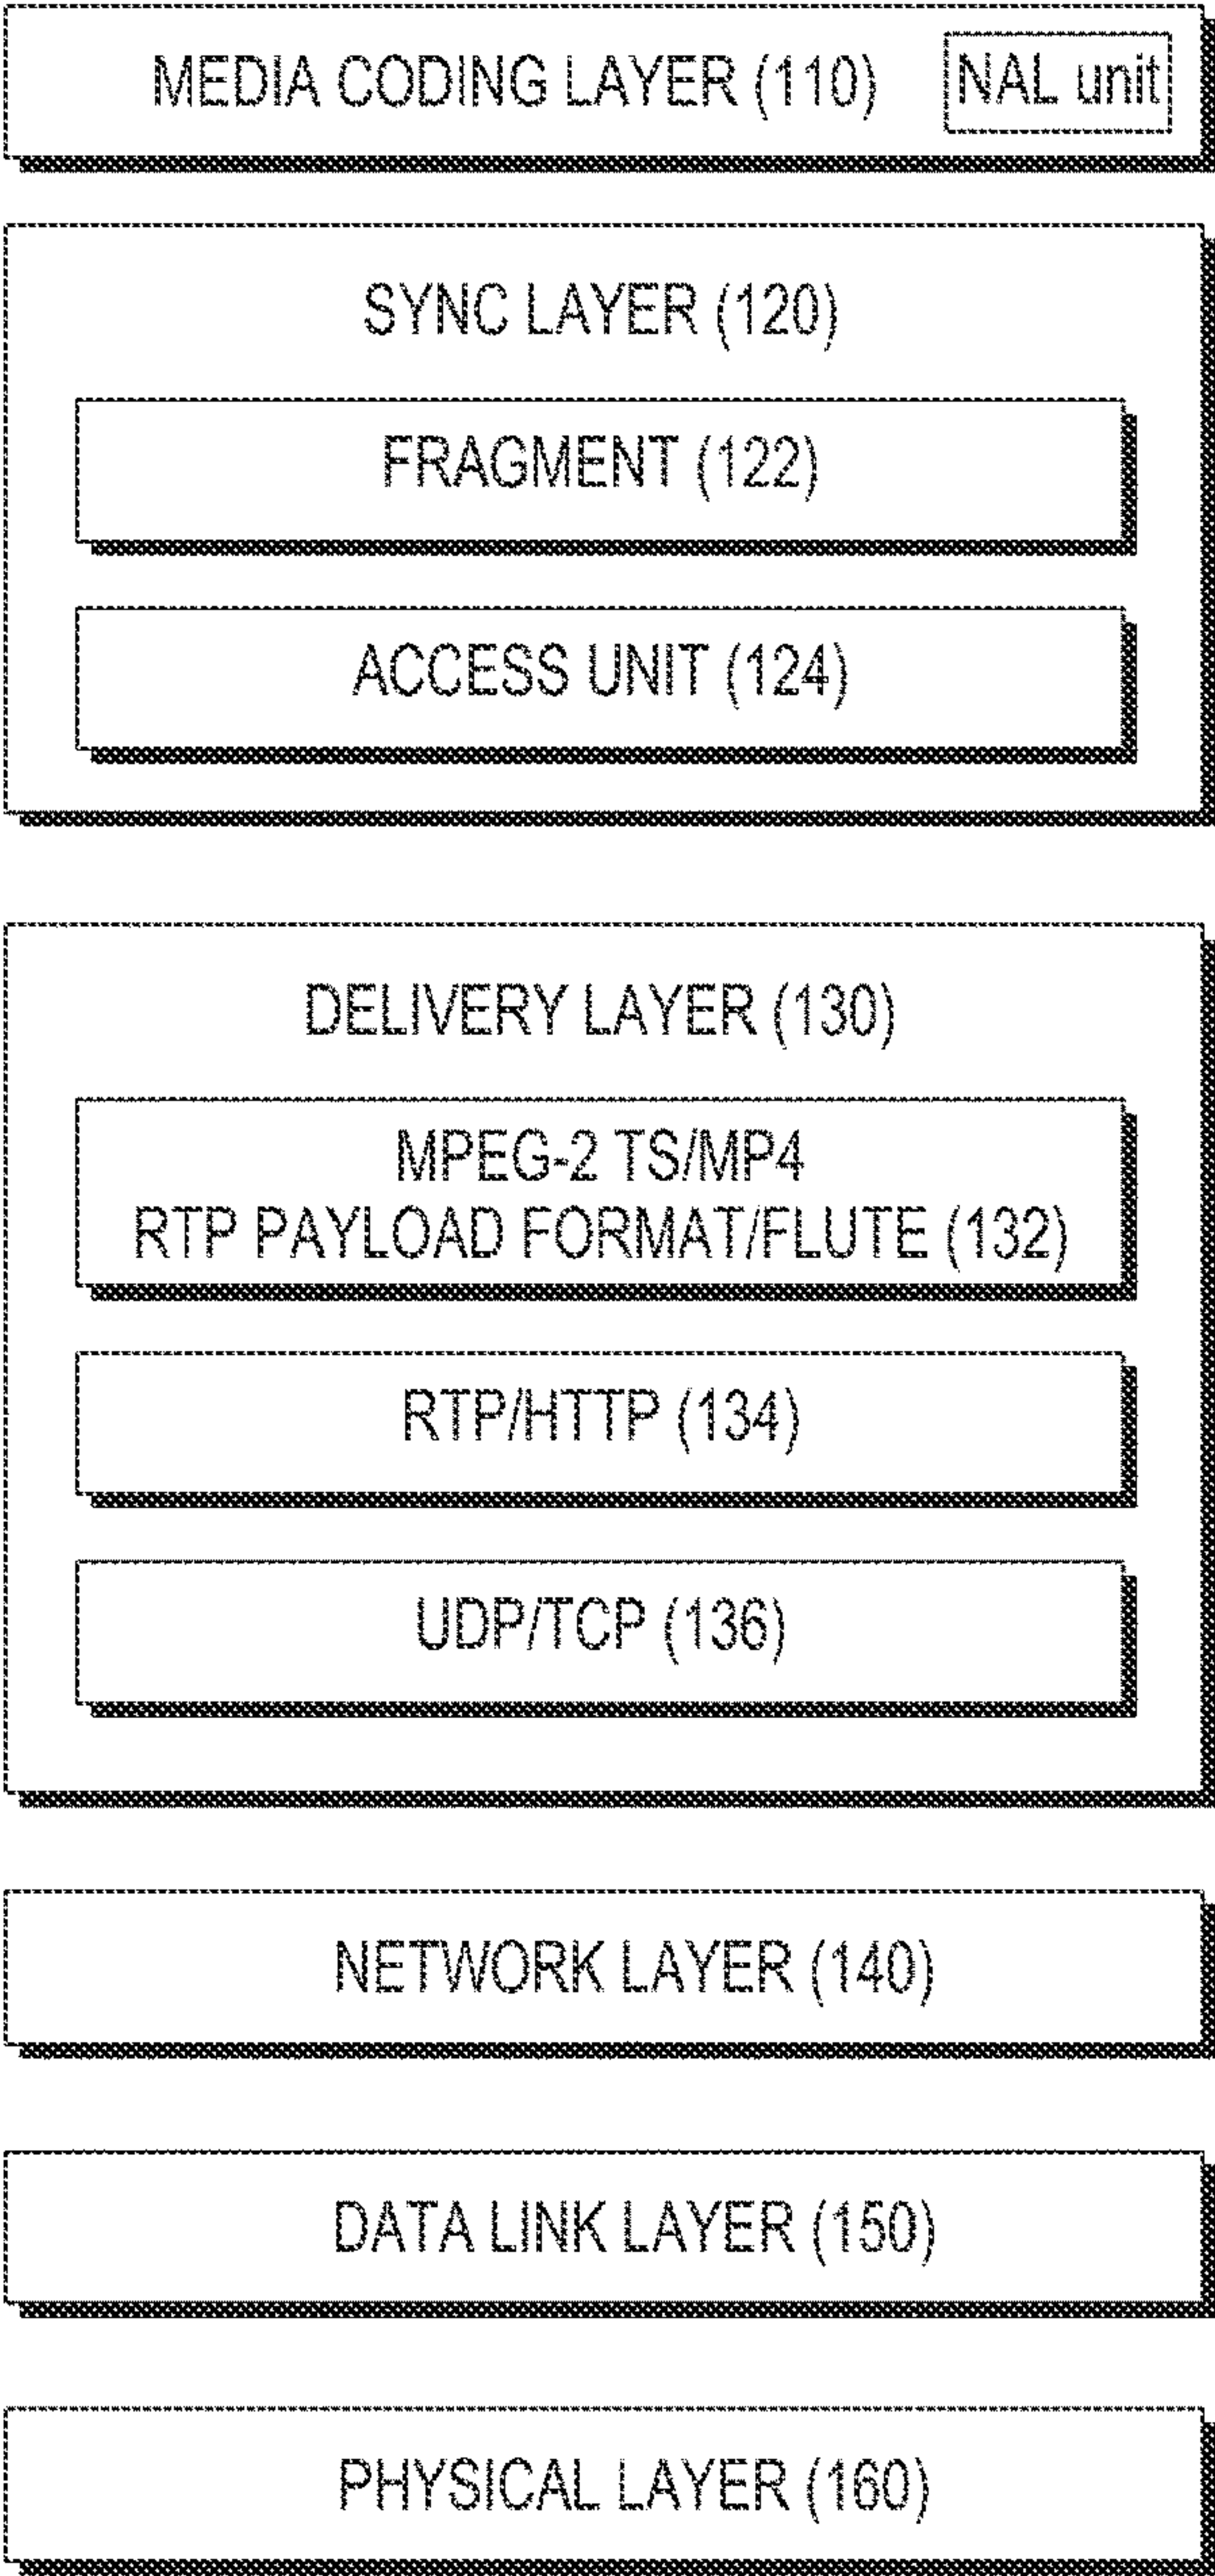 MEDIA CODING LAYER (110) NAL unit
SYNC LAYER (120)
FRAGMENT (122)
ACCESS UNIT (124)
DELIVERY LAYER (130)
MPEG-2 TS/MP4
RTP PAYLOAD FORMAT/FLUTE (132)
RTP/HTTP (134)
UDP/TCP (136)
NETWORK LAYER (140)
DATA LINK LAYER (150)
PHYSICAL LAYER (160)